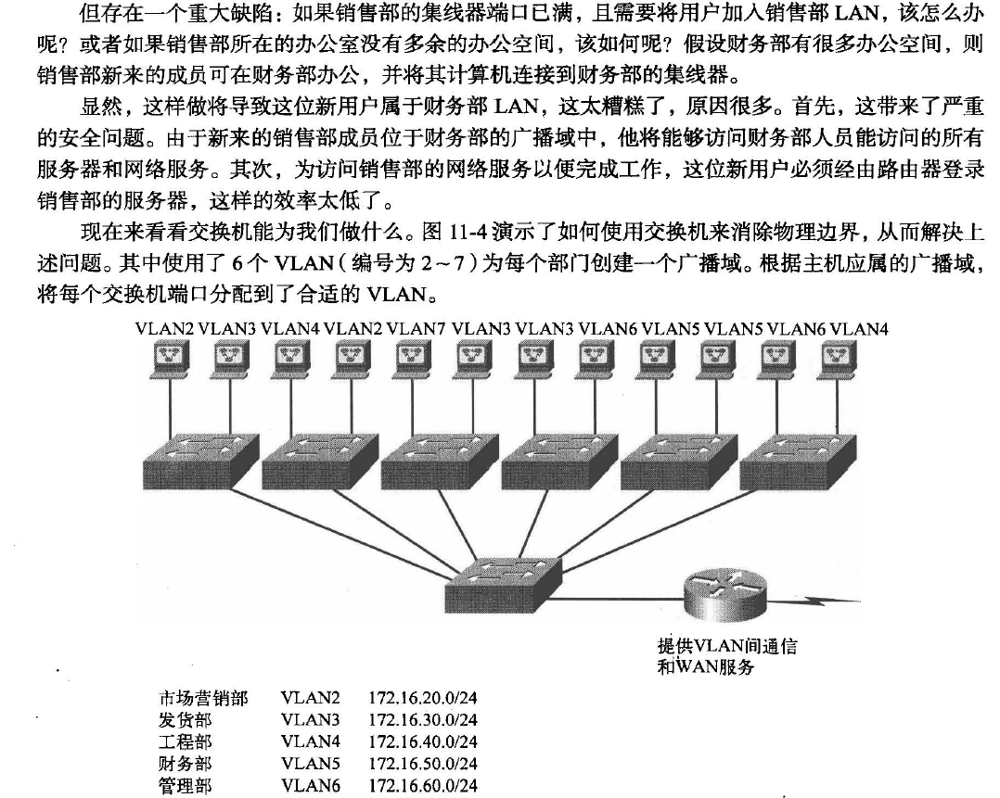 但存在一个重大缺陷：如果销售部的集线器端口已满，且需要将用户加入销售部 LAN，该怎么办
呢？或者如果销售部所在的办公室没有多余的办公空间，该如何呢？假设财务部有很多办公空间，则
销售部新来的成员可在财务部办公，并将其计算机连接到财务部的集线器。
显然，这样做将导致这位新用户属于财务部 LAN，这太糟糕了，原因很多。首先，这带来了严重
的安全问题。由于新来的销售部成员位于财务部的广播域中，他将能够访问财务部人员能访问的所有
服务器和网络服务。其次，为访问销售部的网络服务以便完成工作，这位新用户必须经由路由器登录
销售部的服务器，这样的效率太低了。
现在来看看交换机能为我们做什么。图 11-4 演示了如何使用交换机来消除物理边界，从而解决上
述问题。其中使用了 6 个 VLAN（编号为 2～7）为每个部门创建一个广播域。根据主机应属的广播域，
将每个交换机端口分配到了合适的 VLAN。
VLAN2 VLAN3 VLAN4 VLAN2 VLAN7 VLAN3 VLAN3 VLAN6 VLAN5 VLAN5 VLAN6 VLAN4
提供VLAN间通信
和WAN服务
市场营销部 VLAN2 172.16.20.0/24
发货部 VLAN3 172.16.30.0/24
工程部 VLAN4 172.16.40.0/24
财务部 VLAN5 172.16.50.0/24
管理部 VLAN6 172.16.60.0/24